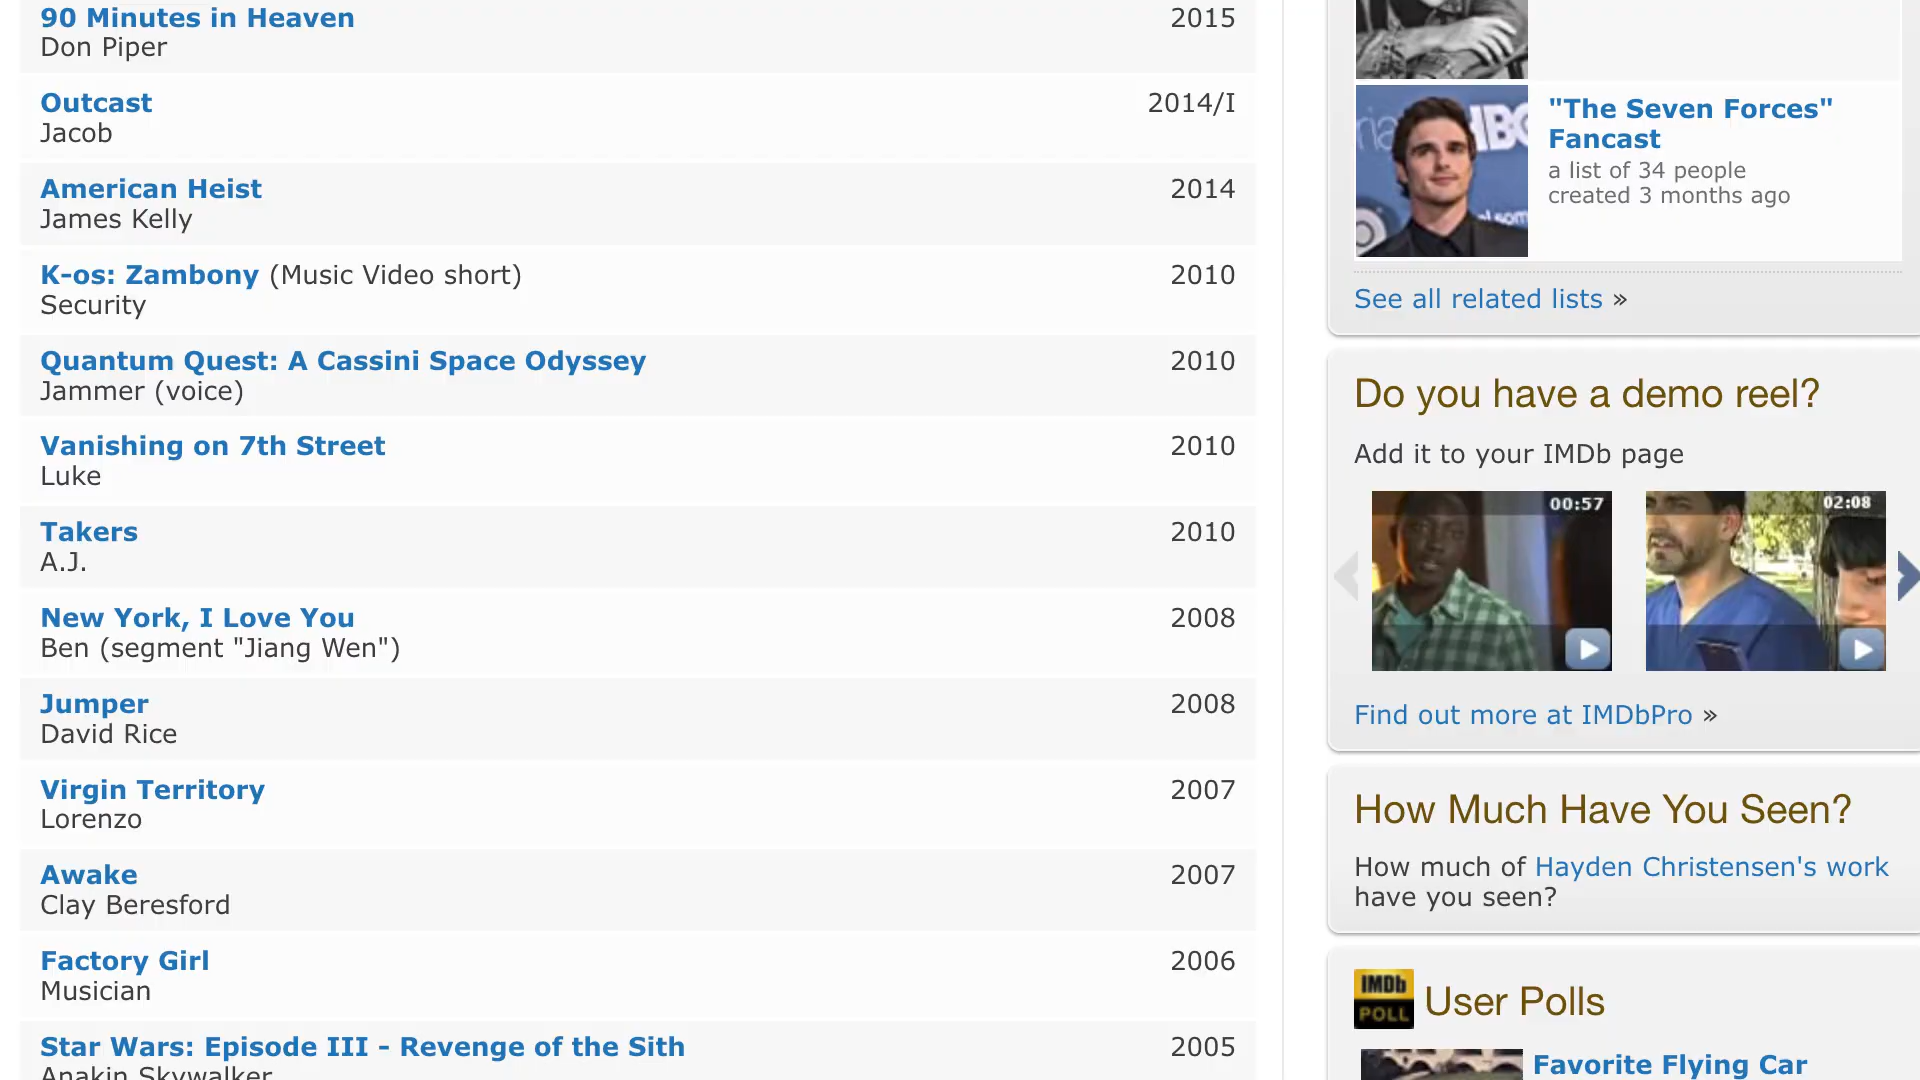 90 Minutes in Heaven 2015
Don Piper
Outcast 2014/I
Jacob
American Heist 2014
James Kelly
K-os: Zambony (Music Video short) 2010
Security
Quantum Quest: A Cassini Space Odyssey 2010
Jammer (voice)
Vanishing on 7th Street 2010
Luke
Takers 2010
A.J.
New York, I Love You 2008
Ben (segment "Jiang Wen")
Jumper 2008
David Rice
Virgin Territory 2007
Lorenzo
Awake 2007
Clay Beresford
Factory Girl 2006
Musician
Star Wars: Episode III - Revenge of the Sith 2005
Anakin Skywalker
"The Seven Forces"
Fancast
a list of 34 people
created 3 months ago
See all related lists »
Do you have a demo reel?
Add it to your IMDb page
00:57
02:08
Find out more at IMDbPro »
How Much Have You Seen?
How much of Hayden Christensen's work
have you seen?
IMDb
POLL
User Polls
Favorite Flying Car